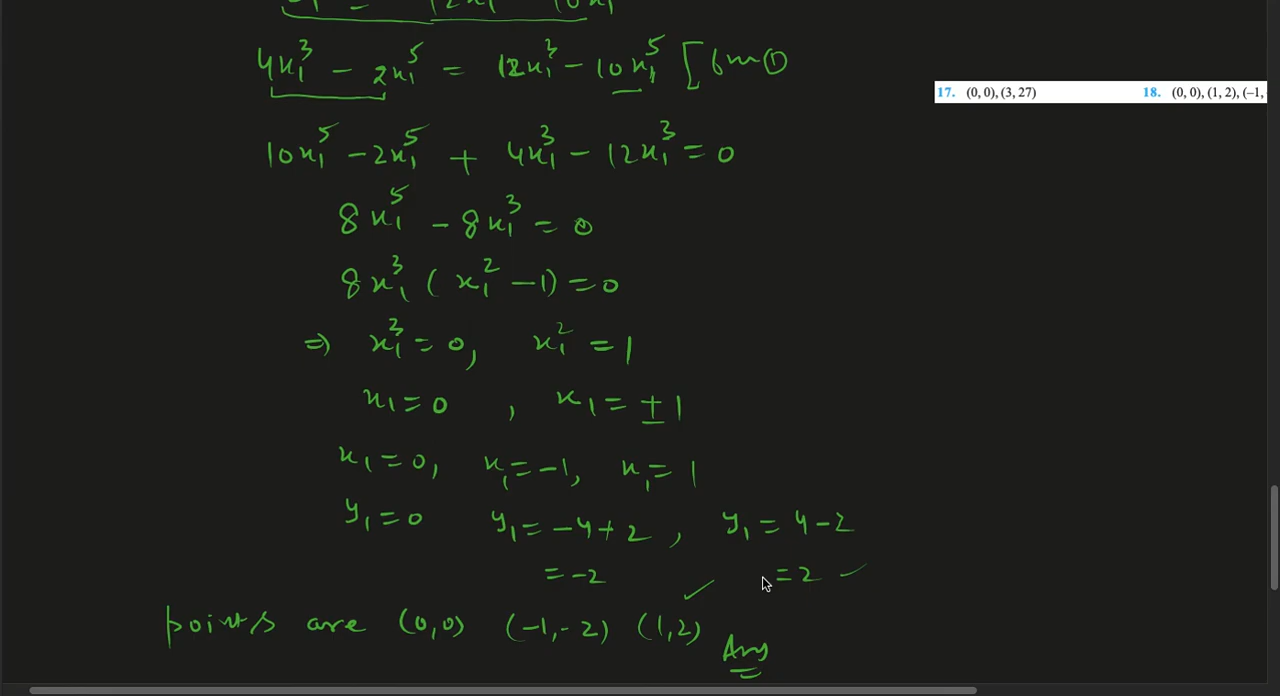 4x₁³ - 2x₁⁵ = 12x₁³ - 10x₁⁵ [from ①
17. (0, 0), (3, 27) 18. (0, 0), (1, 2), (–1,
10x₁⁵ - 2x₁⁵ + 4x₁³ - 12x₁³ = 0
8x₁⁵ - 8x₁³ = 0
8x₁³ (x₁² - 1) = 0
⇒ x₁³ = 0, x₁² = 1
x₁ = 0 , x₁ = ± 1
x₁ = 0, x₁ = -1, x₁ = 1
y₁ = 0 y₁ = -4 + 2 , y₁ = 4 - 2
= -2 = 2
points are (0,0) (-1,-2) (1,2) Ans